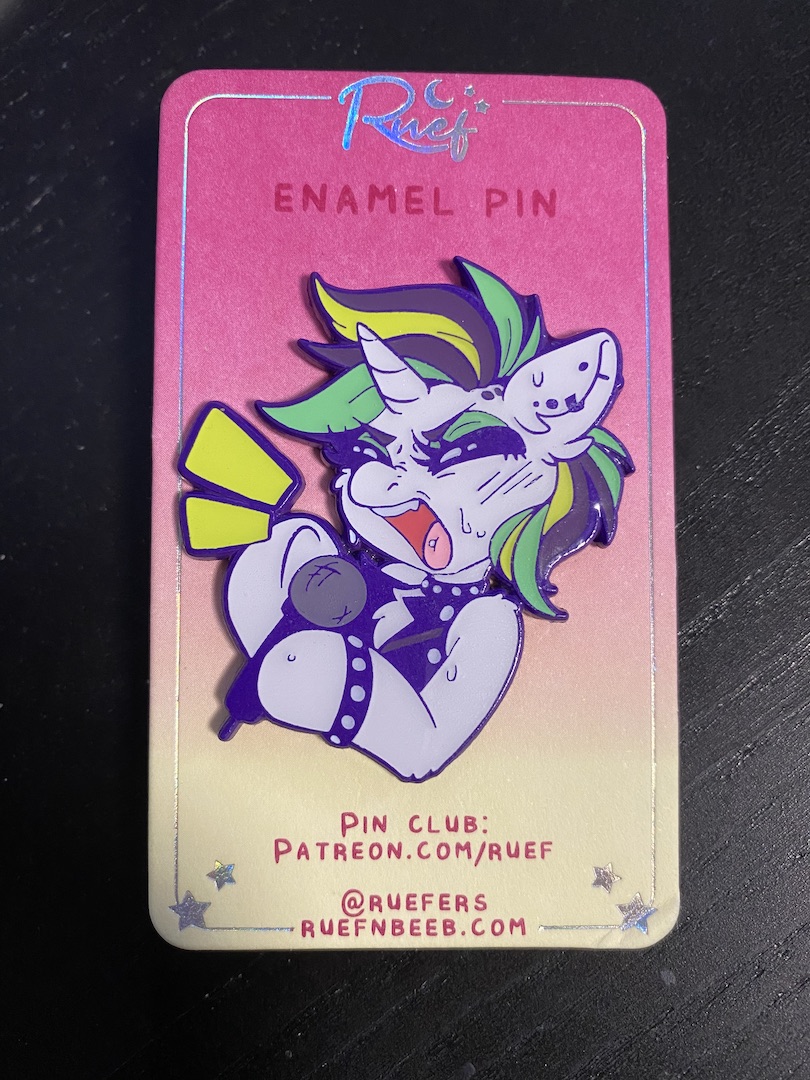 Ruef
ENAMEL PIN
PIN CLUB:
PATREON.COM/RUEF
@RUEFERS
RUEFNBEEB.COM